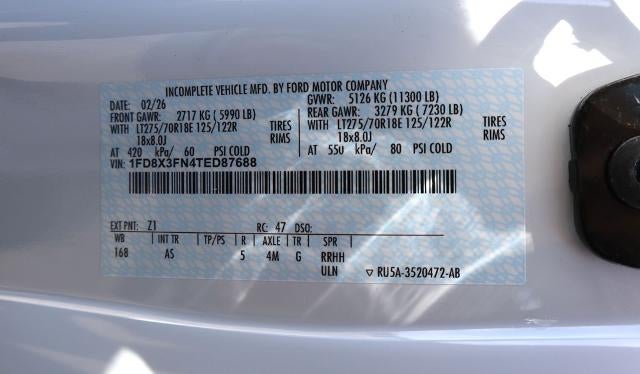 INCOMPLETE VEHICLE MFD. BY FORD MOTOR COMPANY
DATE: 02/26 GVWR: 5126 KG (11300 LB)
FRONT GAWR: 2717 KG (5990 LB) REAR GAWR: 3279 KG (7230 LB)
WITH LT275/70R18E 125/122R TIRES WITH LT275/70R18E 125/122R TIRES
18x8.0J RIMS 18x8.0J RIMS
AT 420 kPa/ 60 PSI COLD AT 550 kPa/ 80 PSI COLD
VIN: 1FD8X3FN4TED87688
EXT PNT: Z1 RC: 47 DSO:
WB INT TR TP/PS R AXLE TR SPR
168 AS 5 4M G RRHH
ULN ▽ RU5A-3520472-AB